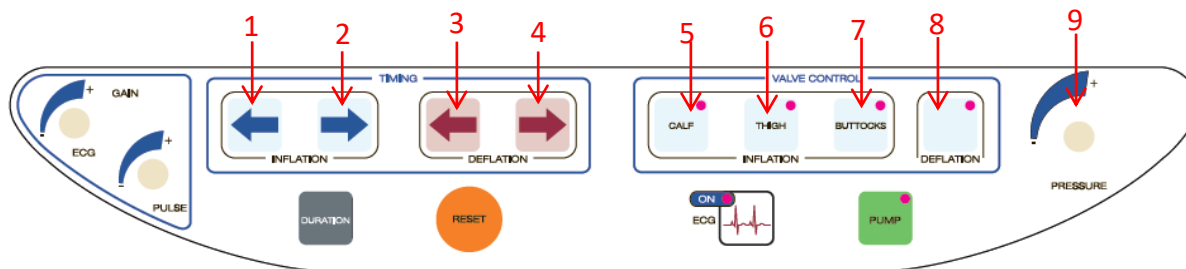 1 2 3 4 5 6 7 8 9
TIMING VALVE CONTROL
+ GAIN +
CALF THIGH BUTTOCKS
- ECG + INFLATION DEFLATION INFLATION DEFLATION -
- PULSE PRESSURE
DURATION RESET ON ECG PUMP